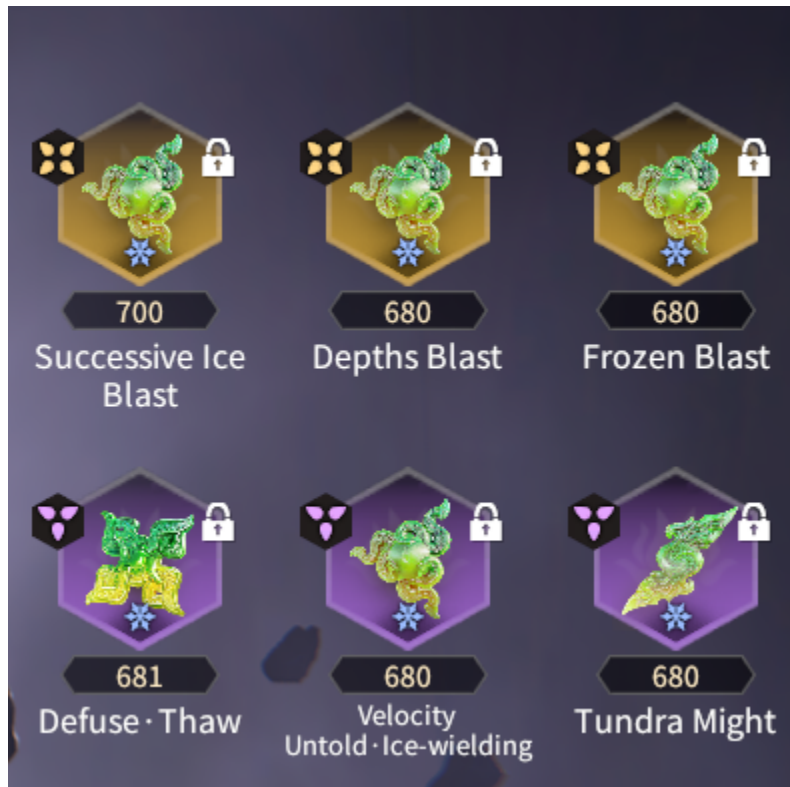 700 680 680
Successive Ice Depths Blast Frozen Blast
Blast
681 680 680
Defuse·Thaw Velocity Tundra Might
Untold·Ice-wielding